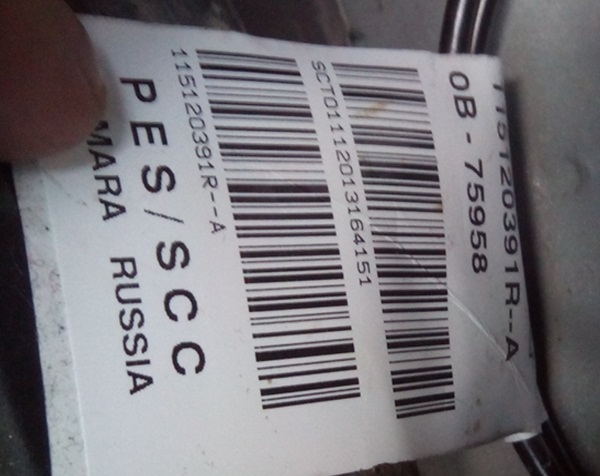 115120391R--A
0B - 75958
SCT01112013164151
115120391R--A
PES/SCC
MARA RUSSIA